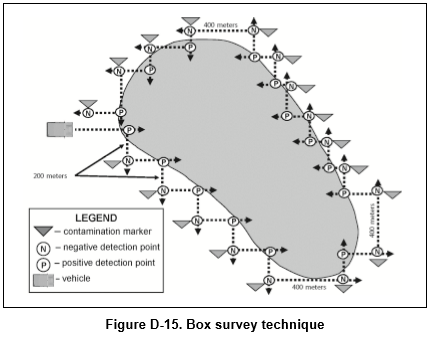 400 meters
N N
N P
P N
N P
N
P
P N
N P
P N
P N
P
P N
N P
P N
200 meters
N P
N P
400 meters
N P
P N
N N
400 meters
LEGEND
– contamination marker
N – negative detection point
P – positive detection point
– vehicle
Figure D-15. Box survey technique